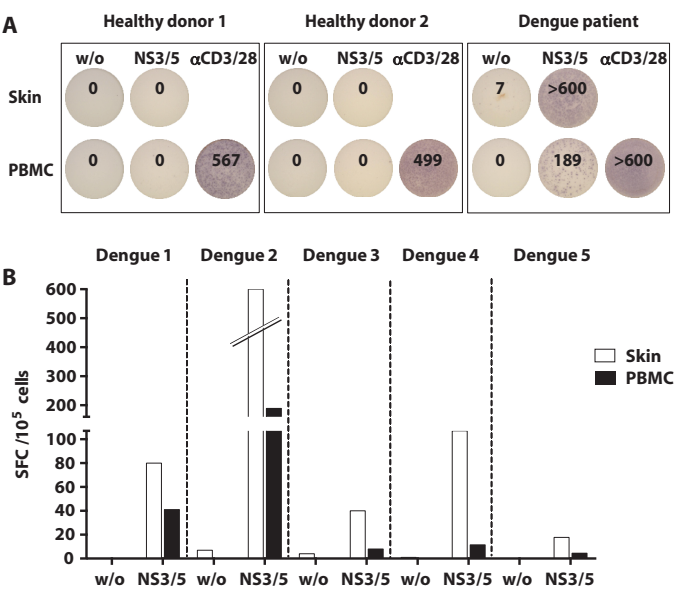 A
Healthy donor 1 Healthy donor 2 Dengue patient
w/o NS3/5 αCD3/28 w/o NS3/5 αCD3/28 w/o NS3/5 αCD3/28
Skin 0 0 0 0 7 >600
PBMC 0 0 567 0 0 499 0 189 >600
B
Dengue 1 Dengue 2 Dengue 3 Dengue 4 Dengue 5
SFC /10⁵ cells
600
500
400
300
200
100
80
60
40
20
0
Skin
PBMC
w/o NS3/5 w/o NS3/5 w/o NS3/5 w/o NS3/5 w/o NS3/5